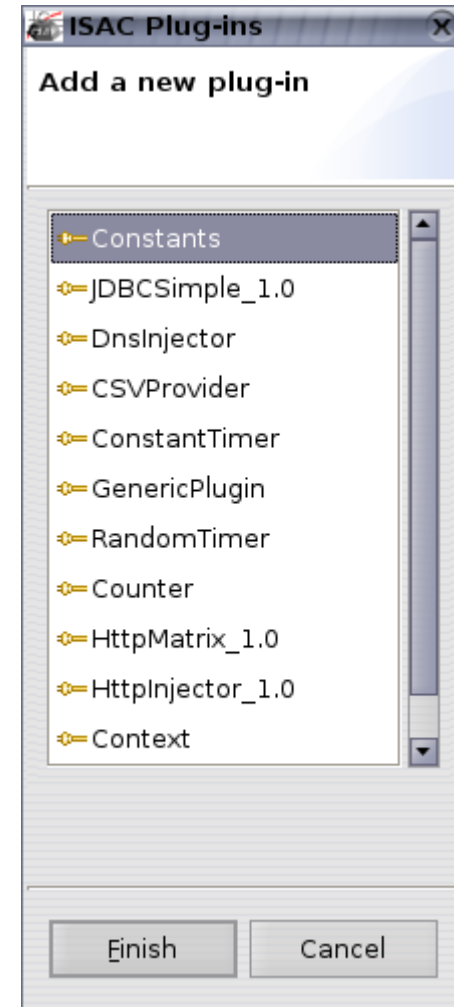 ISAC Plug-ins
Add a new plug-in
Constants
JDBCSimple_1.0
DnsInjector
CSVProvider
ConstantTimer
GenericPlugin
RandomTimer
Counter
HttpMatrix_1.0
HttpInjector_1.0
Context
Finish Cancel